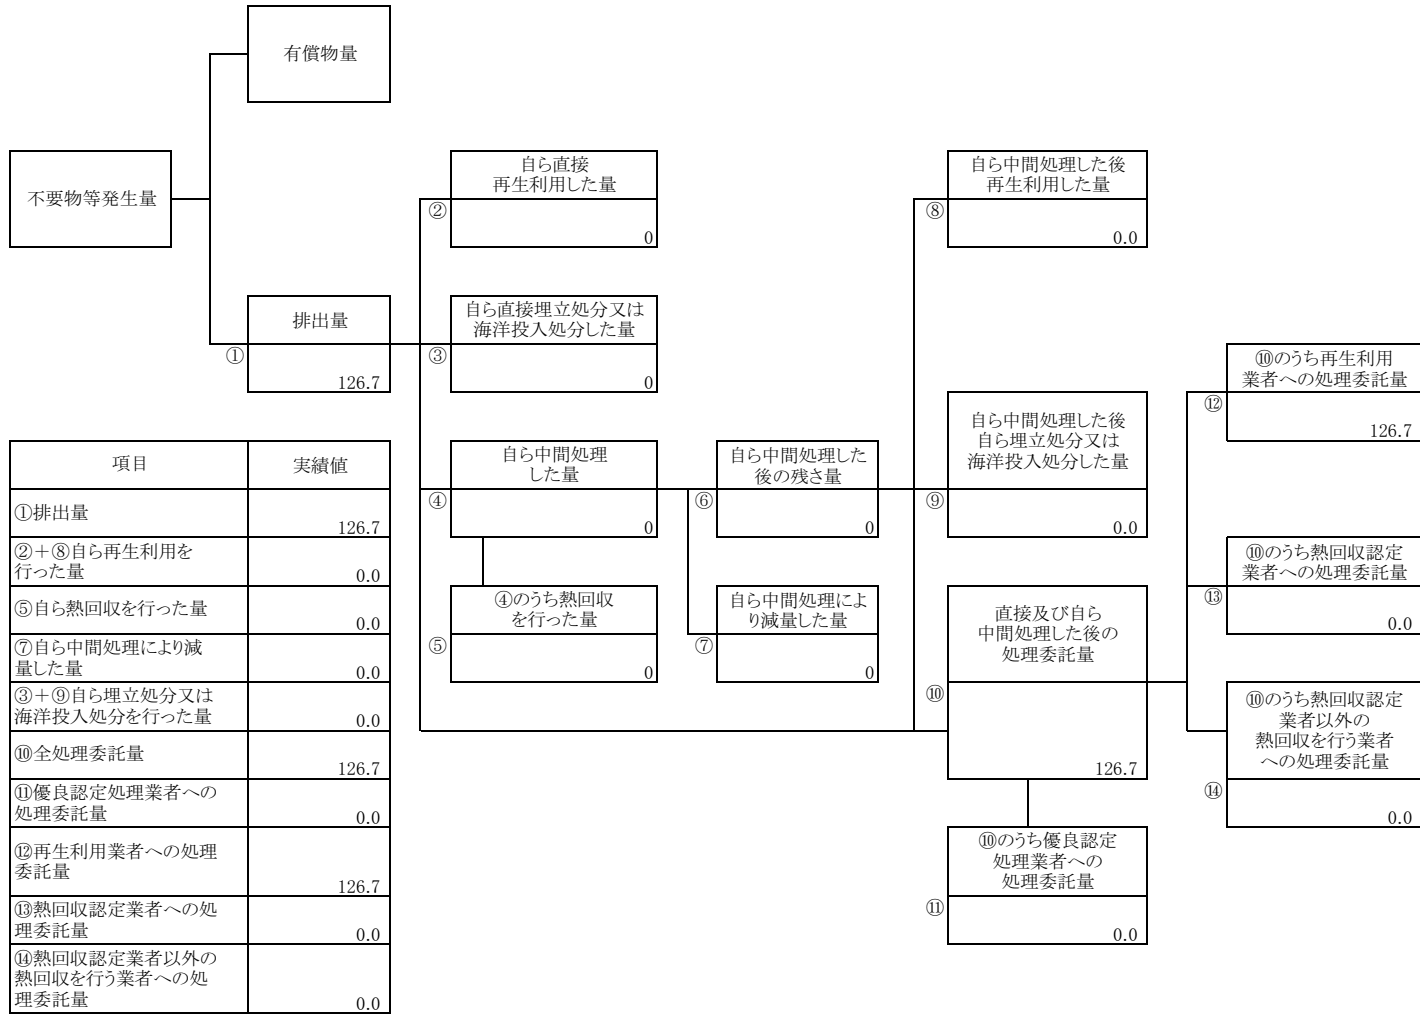 有償物量
不要物等発生量
自ら直接
再生利用した量
②
0
自ら中間処理した後
再生利用した量
⑧
0.0
排出量
①
126.7
自ら直接埋立処分又は
海洋投入処分した量
③
0
⑩のうち再生利用
業者への処理委託量
⑫
126.7
自ら中間処理
した量
④
0
自ら中間処理した
後の残さ量
⑥
0
自ら中間処理した後
自ら埋立処分又は
海洋投入処分した量
⑨
0.0
⑩のうち熱回収認定
業者への処理委託量
⑬
0.0
④のうち熱回収
を行った量
⑤
0
自ら中間処理によ
り減量した量
⑦
0
直接及び自ら
中間処理した後の
処理委託量
⑩
126.7
⑩のうち熱回収認定
業者以外の
熱回収を行う業者
への処理委託量
⑭
0.0
⑩のうち優良認定
処理業者への
処理委託量
⑪
0.0
項目 実績値
①排出量
126.7
②＋⑧自ら再生利用を
行った量
0.0
⑤自ら熱回収を行った量
0.0
⑦自ら中間処理により減
量した量
0.0
③＋⑨自ら埋立処分又は
海洋投入処分を行った量
0.0
⑩全処理委託量
126.7
⑪優良認定処理業者への
処理委託量
0.0
⑫再生利用業者への処理
委託量
126.7
⑬熱回収認定業者への処
理委託量
0.0
⑭熱回収認定業者以外の
熱回収を行う業者への処
理委託量
0.0